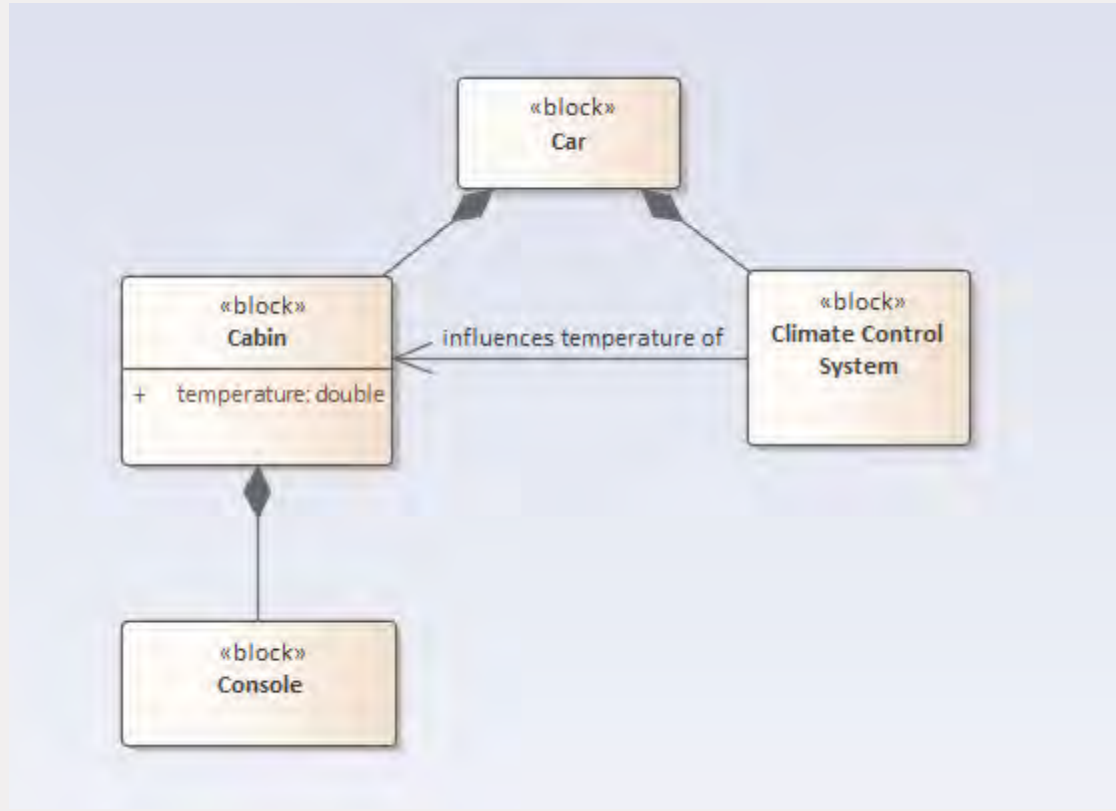 «block»
Car
«block»
Cabin
+ temperature: double
influences temperature of
«block»
Climate Control
System
«block»
Console